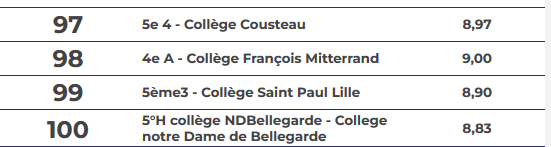 97 5e 4 - Collège Cousteau 8,97
98 4e A - Collège François Mitterrand 9,00
99 5ème3 - Collège Saint Paul Lille 8,90
100 5°H collège NDBellegarde - College 8,83
notre Dame de Bellegarde